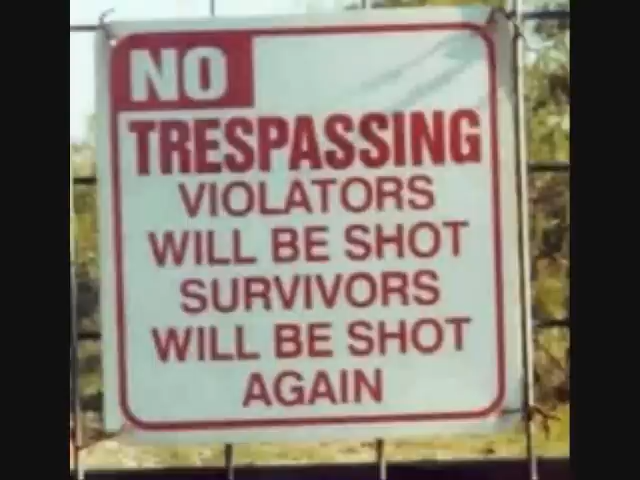 NO
TRESPASSING
VIOLATORS
WILL BE SHOT
SURVIVORS
WILL BE SHOT
AGAIN